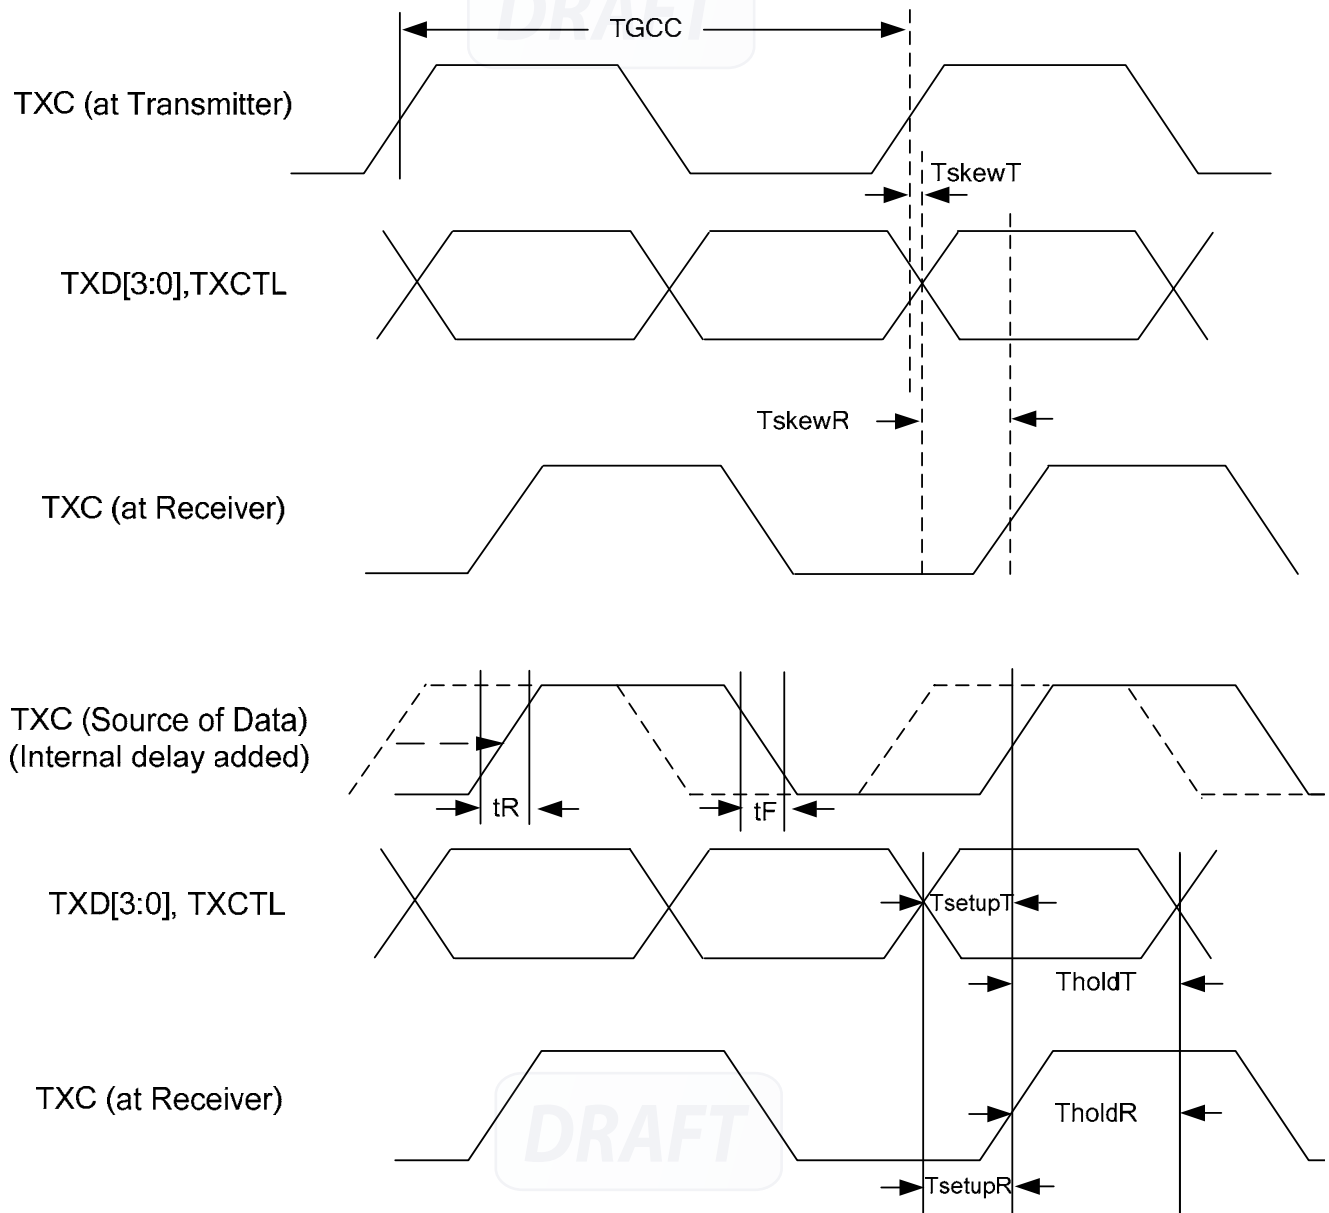 DRAFT
TGCC
TXC (at Transmitter)
TskewT
TXD[3:0],TXCTL
TskewR
TXC (at Receiver)
TXC (Source of Data)
(Internal delay added)
tR
tF
TXD[3:0], TXCTL
TsetupT
TholdT
TXC (at Receiver)
TholdR
DRAFT
TsetupR